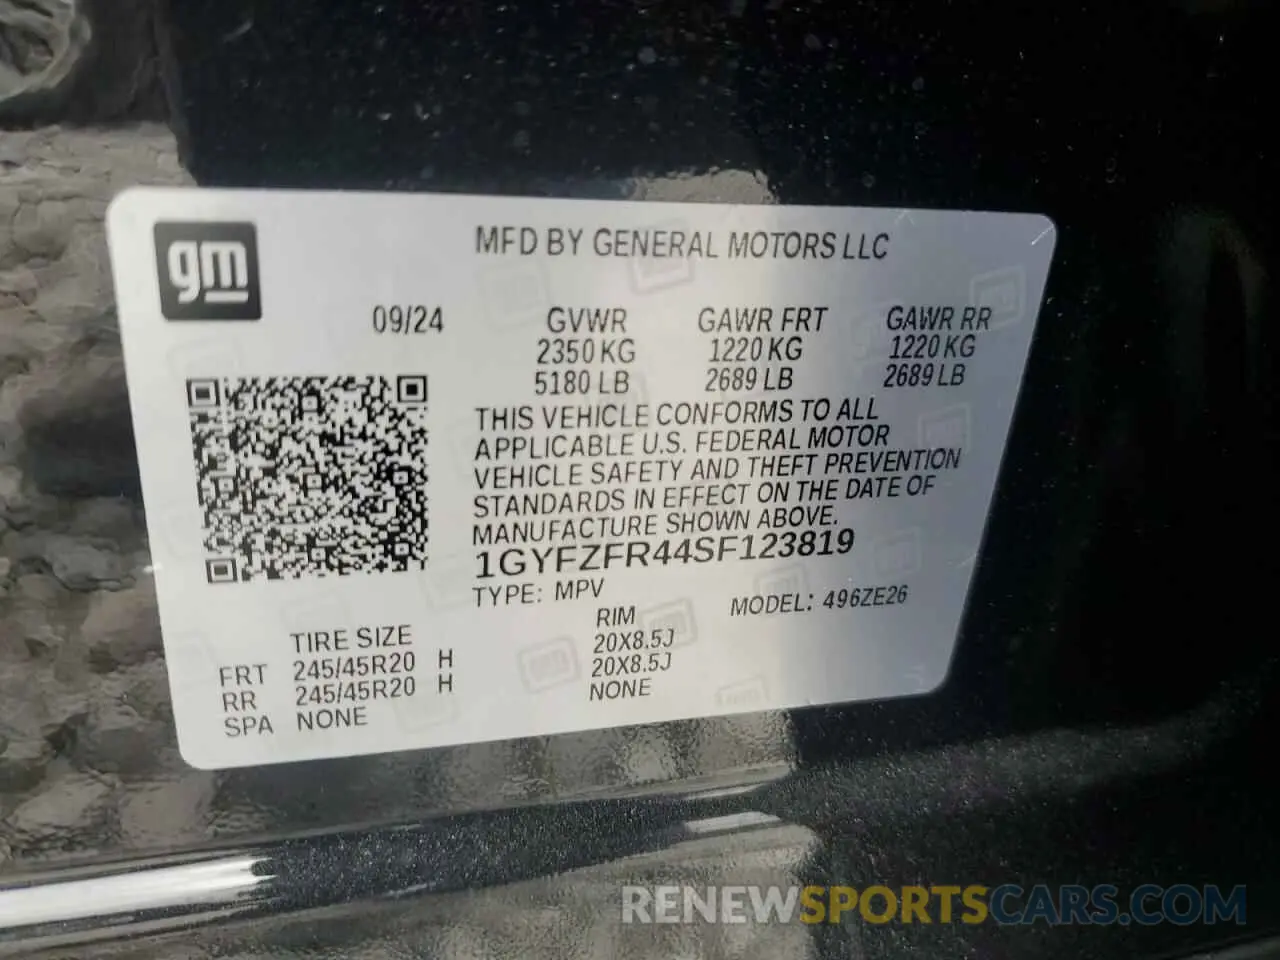 gm
MFD BY GENERAL MOTORS LLC
09/24 GVWR GAWR FRT GAWR RR
2350 KG 1220 KG 1220 KG
5180 LB 2689 LB 2689 LB
THIS VEHICLE CONFORMS TO ALL
APPLICABLE U.S. FEDERAL MOTOR
VEHICLE SAFETY AND THEFT PREVENTION
STANDARDS IN EFFECT ON THE DATE OF
MANUFACTURE SHOWN ABOVE.
1GYFZFR44SF123819
TYPE: MPV MODEL: 496ZE26
TIRE SIZE RIM
FRT 245/45R20 H 20X8.5J
RR 245/45R20 H 20X8.5J
SPA NONE NONE
RENEWSPORTSCARS.COM